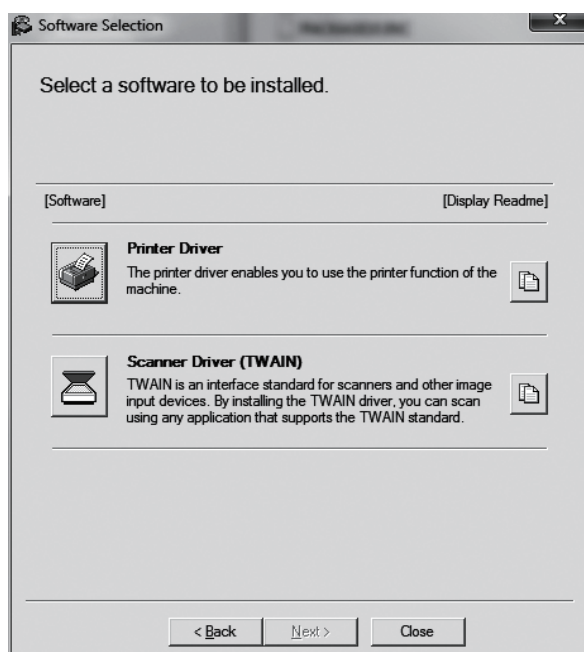 Software Selection
Select a software to be installed.
[Software] [Display Readme]
Printer Driver
The printer driver enables you to use the printer function of the
machine.
Scanner Driver (TWAIN)
TWAIN is an interface standard for scanners and other image
input devices. By installing the TWAIN driver, you can scan
using any application that supports the TWAIN standard.
< Back Next > Close